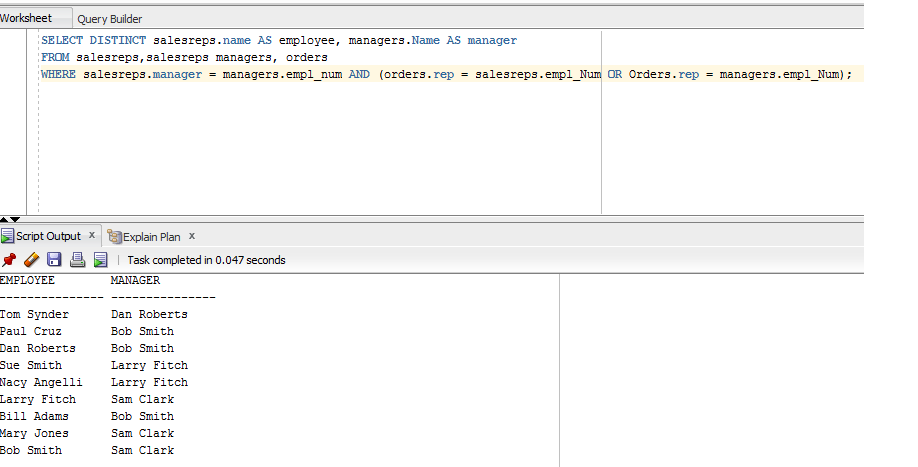 Worksheet Query Builder
SELECT DISTINCT salesreps.name AS employee, managers.Name AS manager
FROM salesreps,salesreps managers, orders
WHERE salesreps.manager = managers.empl_num AND (orders.rep = salesreps.empl_Num OR Orders.rep = managers.empl_Num);
Script Output x Explain Plan x
Task completed in 0.047 seconds
EMPLOYEE MANAGER
--------------- ---------------
Tom Synder Dan Roberts
Paul Cruz Bob Smith
Dan Roberts Bob Smith
Sue Smith Larry Fitch
Nacy Angelli Larry Fitch
Larry Fitch Sam Clark
Bill Adams Bob Smith
Mary Jones Sam Clark
Bob Smith Sam Clark